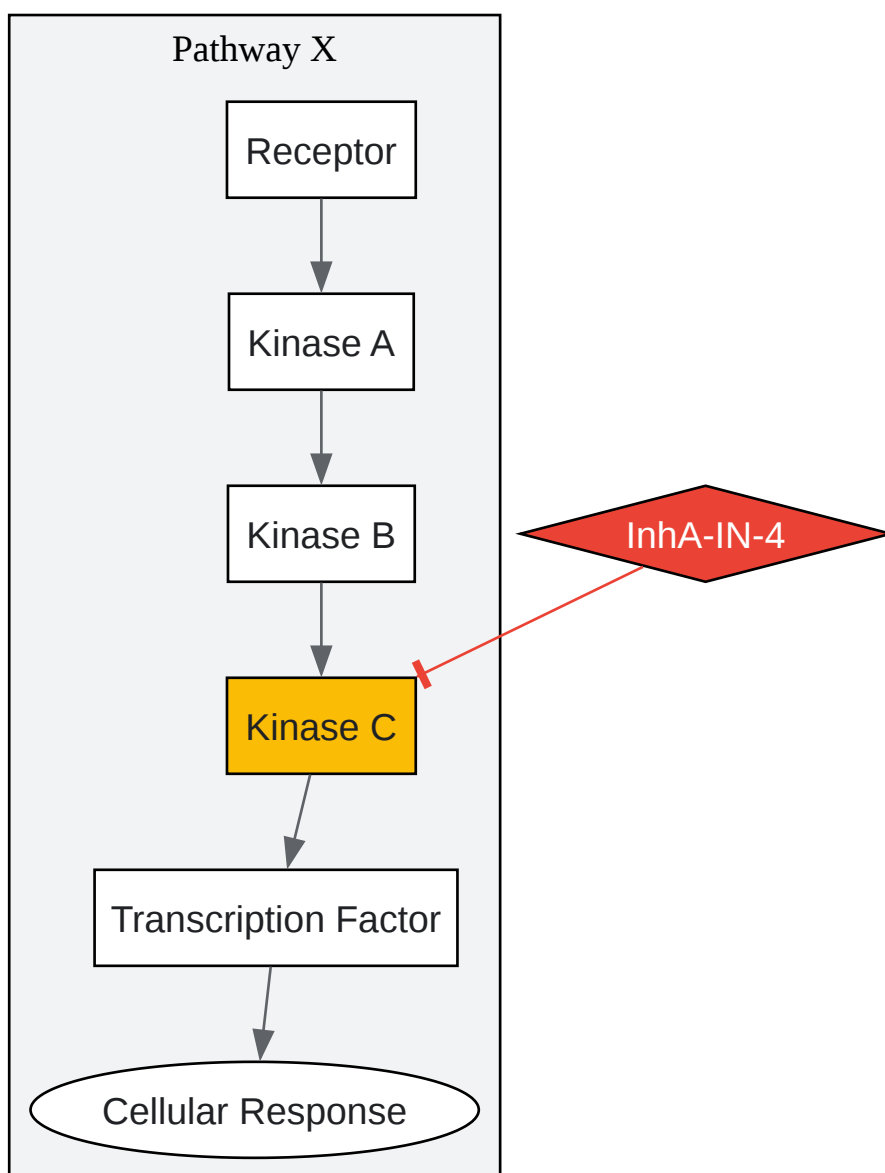 Pathway X
Receptor
Kinase A
Kinase B
InhA-IN-4
Kinase C
Transcription Factor
Cellular Response